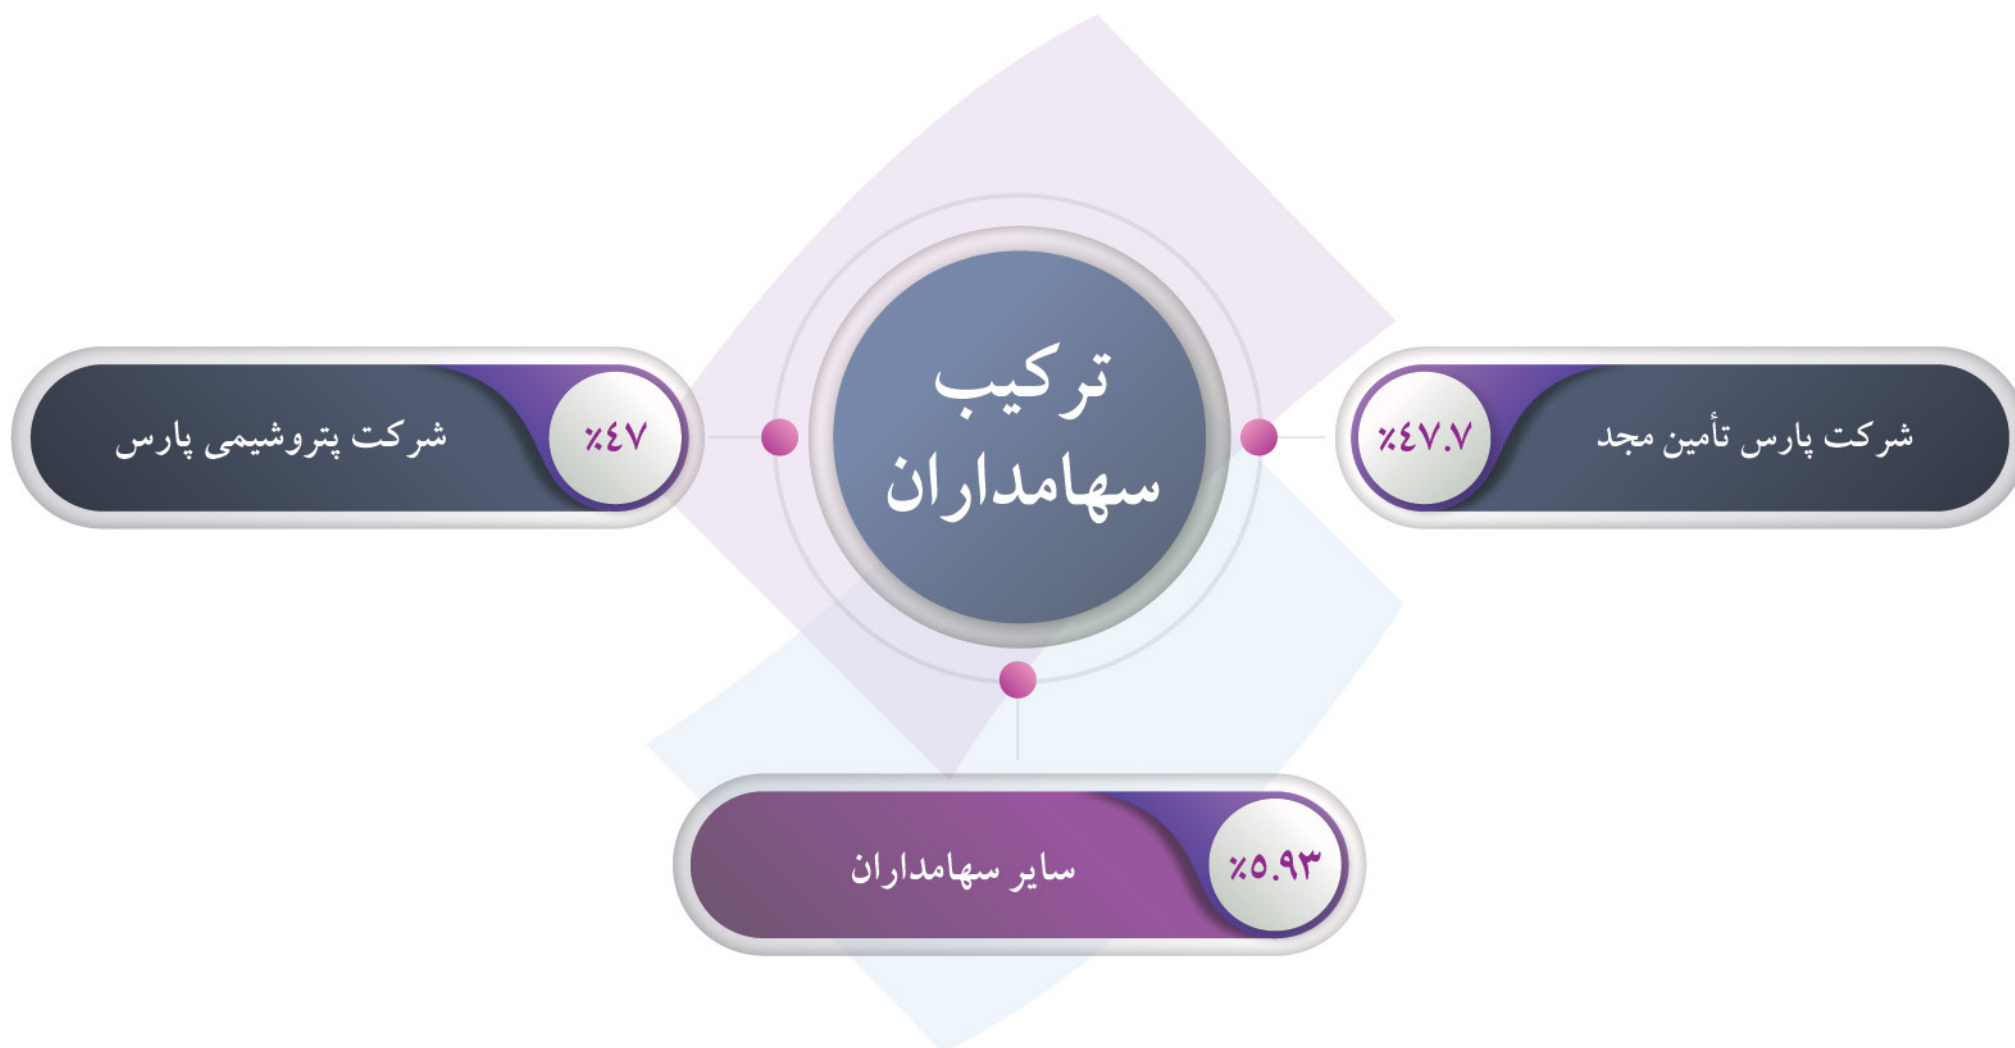 ترکیب
سهامداران
شرکت پارس تأمین مجد
٪٤٧.٧
٪٤٧
شرکت پتروشیمی پارس
٪٥.٩٣
سایر سهامداران